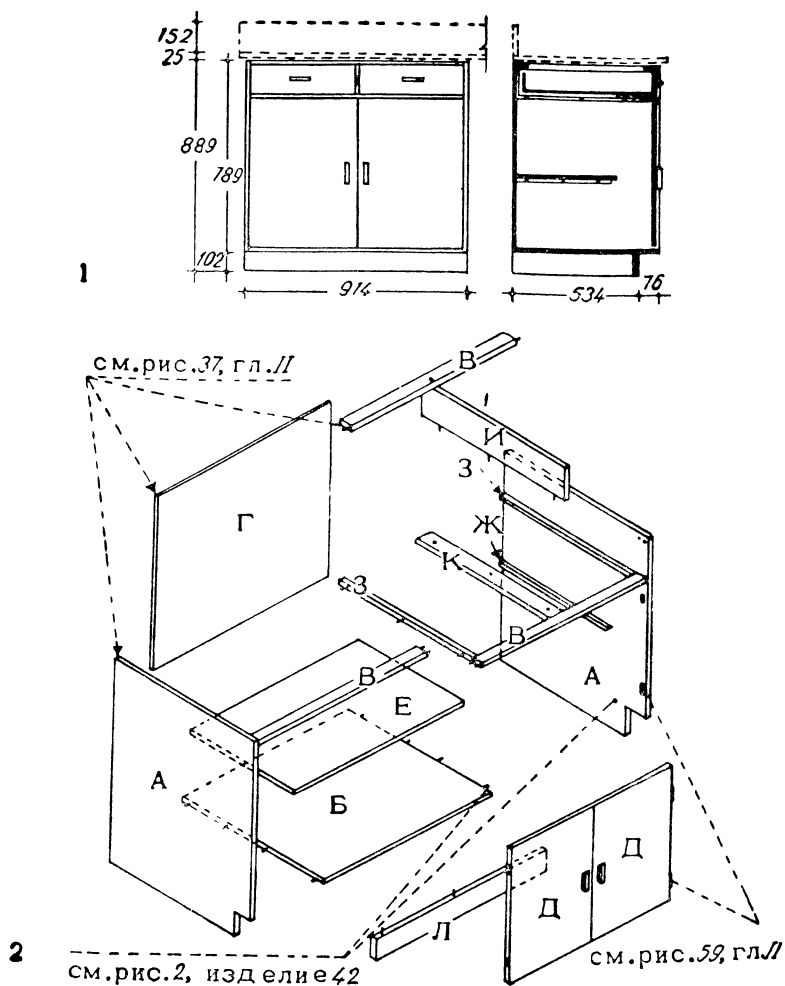 152
25
889
789
102
914
534
76
1
см.рис.37, гл.II
В
И
З
Г
Ж
К
З
В
А
В
Е
А
Б
Д
Д
Л
2
см.рис.2, изделие 42
см.рис.59, гл.II